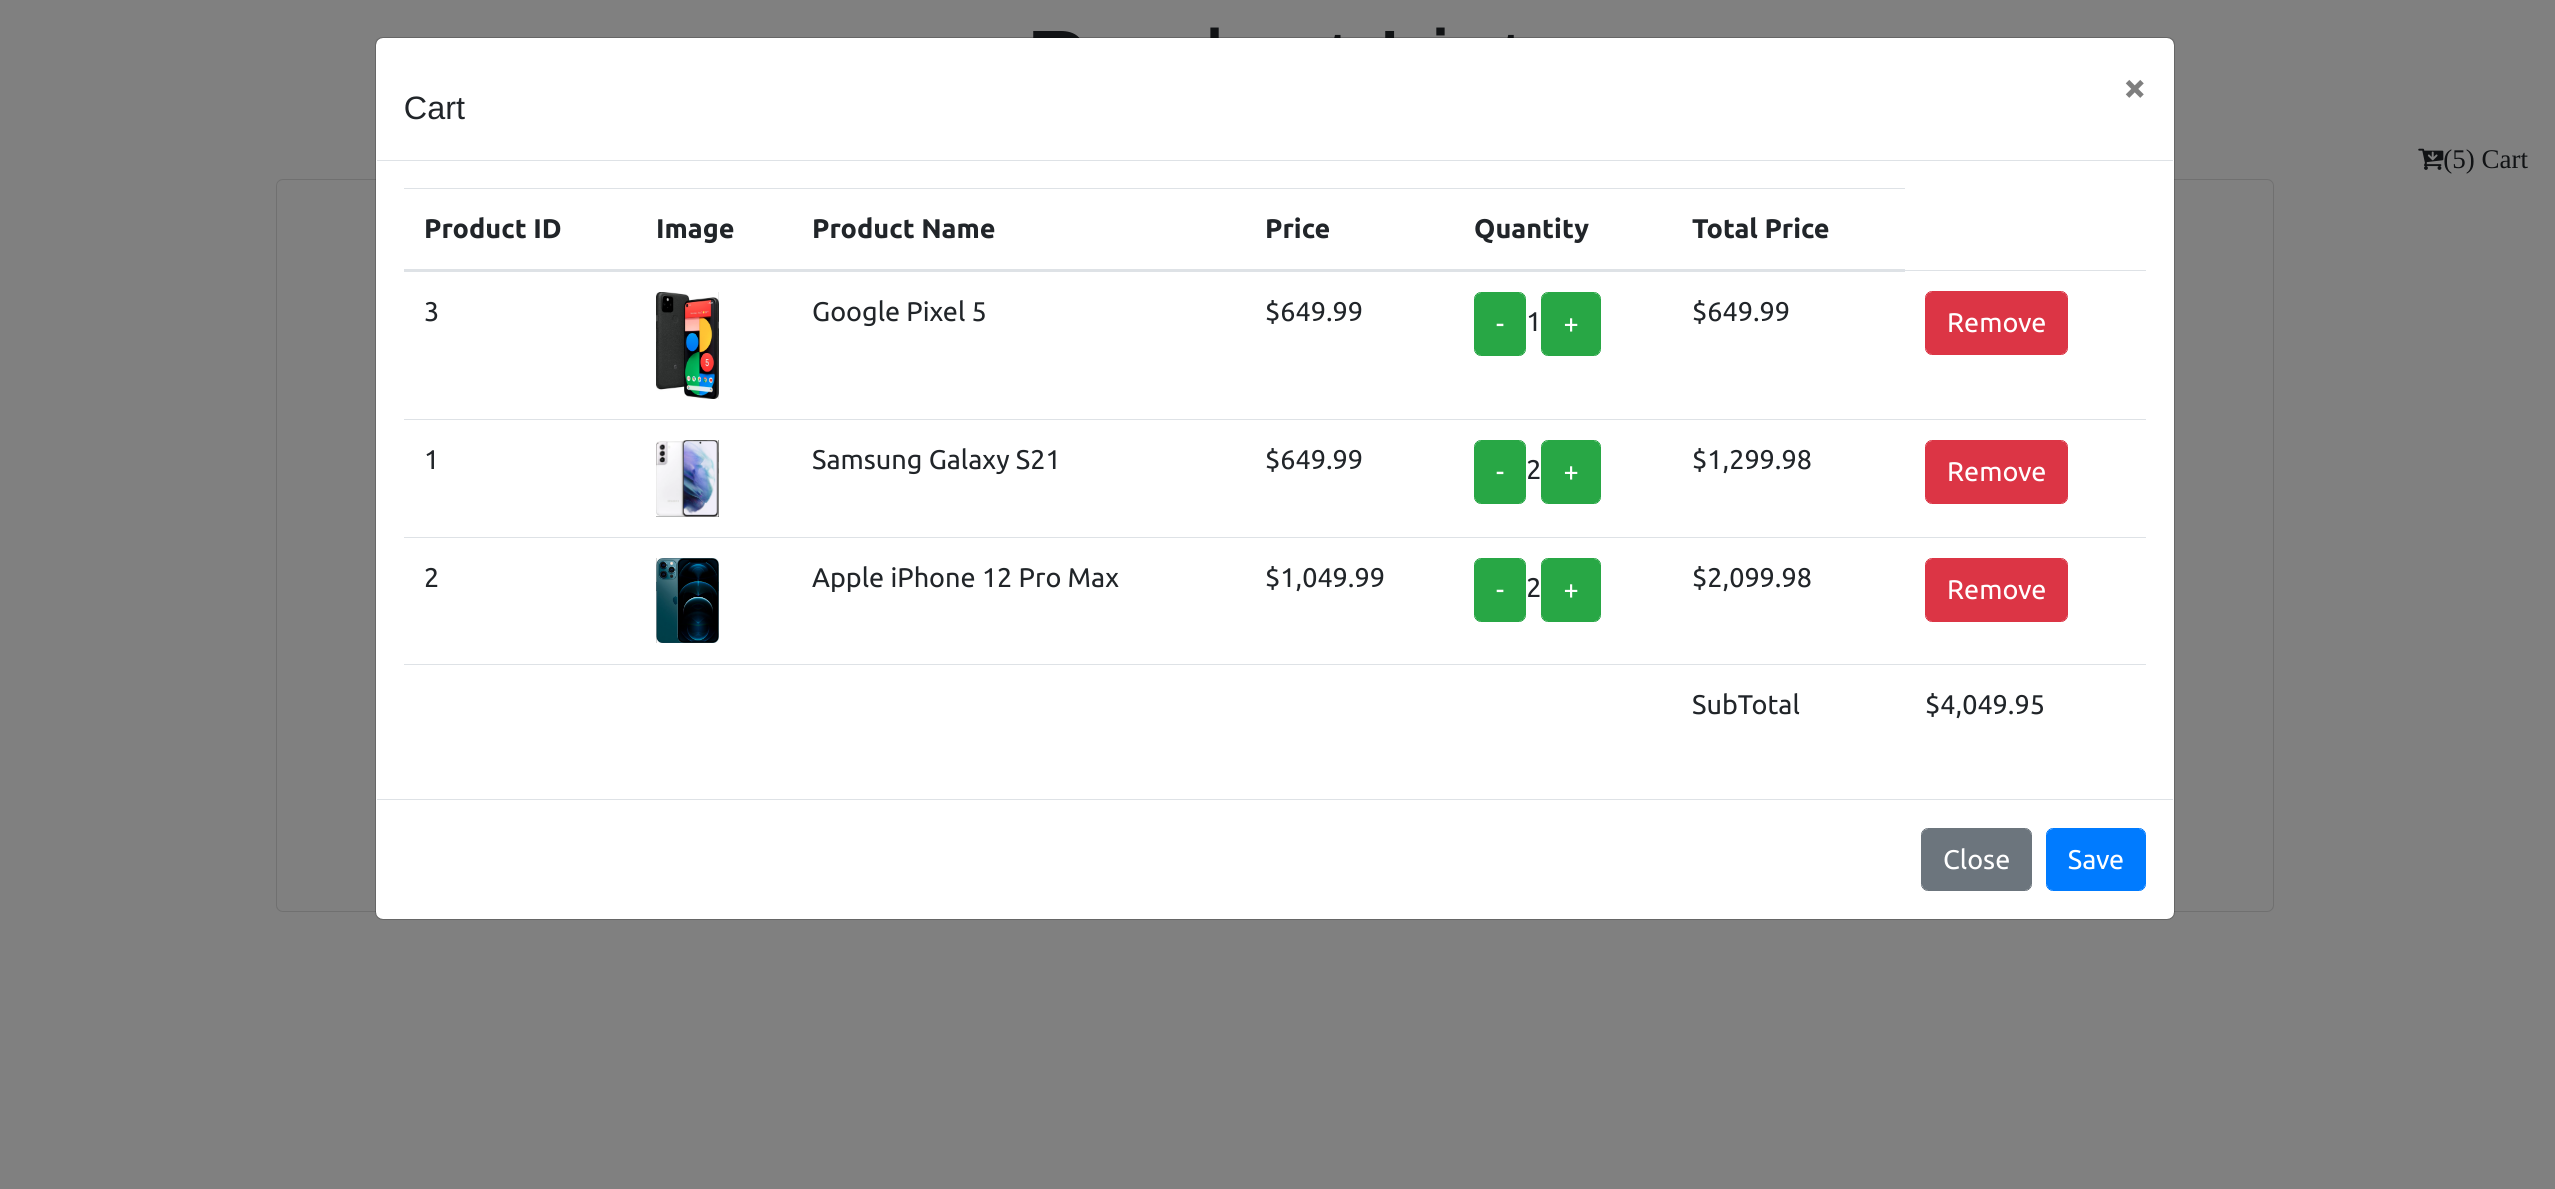 Cart
×
(5) Cart
Product ID Image Product Name Price Quantity Total Price
3 Google Pixel 5 $649.99 - 1 + $649.99 Remove
1 Samsung Galaxy S21 $649.99 - 2 + $1,299.98 Remove
2 Apple iPhone 12 Pro Max $1,049.99 - 2 + $2,099.98 Remove
SubTotal $4,049.95
Close Save